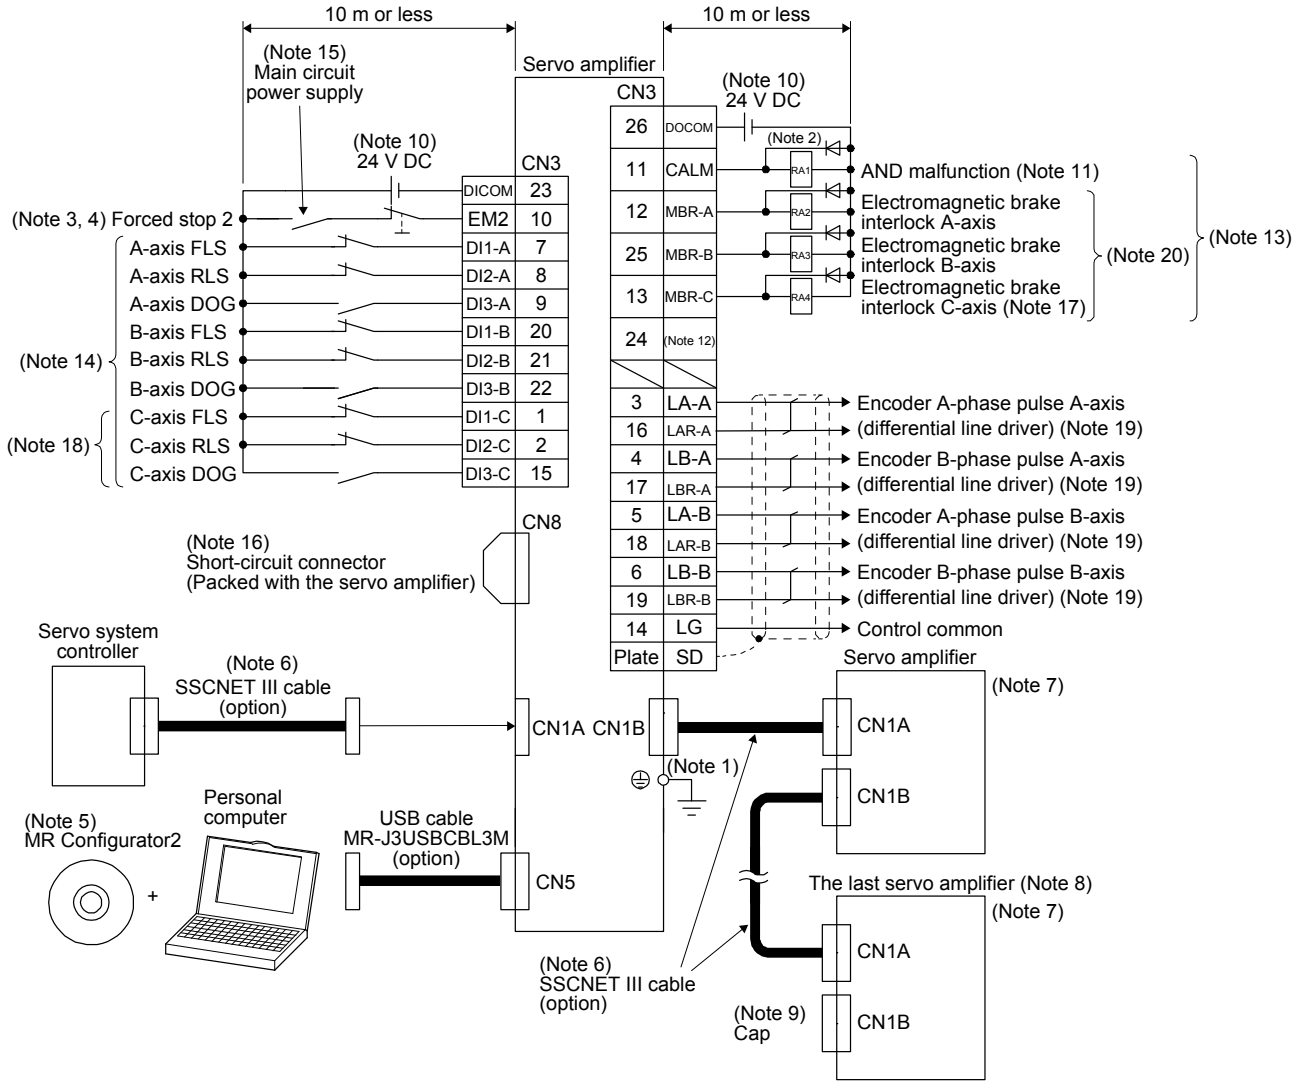 10 m or less
10 m or less
(Note 15)
Main circuit
power supply
Servo amplifier
(Note 10)
24 V DC
(Note 10)
24 V DC
CN3
CN3
DICOM 23
(Note 3, 4) Forced stop 2 EM2 10
A-axis FLS DI1-A 7
A-axis RLS DI2-A 8
A-axis DOG DI3-A 9
B-axis FLS DI1-B 20
(Note 14) B-axis RLS DI2-B 21
B-axis DOG DI3-B 22
C-axis FLS DI1-C 1
(Note 18) C-axis RLS DI2-C 2
C-axis DOG DI3-C 15
26 DOCOM
(Note 2)
11 CALM RA1 AND malfunction (Note 11)
12 MBR-A RA2 Electromagnetic brake
interlock A-axis
25 MBR-B RA3 Electromagnetic brake
interlock B-axis
13 MBR-C RA4 Electromagnetic brake
interlock C-axis (Note 17)
(Note 20)
(Note 13)
24 (Note 12)
3 LA-A Encoder A-phase pulse A-axis
16 LAR-A (differential line driver) (Note 19)
4 LB-A Encoder B-phase pulse A-axis
17 LBR-A (differential line driver) (Note 19)
5 LA-B Encoder A-phase pulse B-axis
18 LAR-B (differential line driver) (Note 19)
6 LB-B Encoder B-phase pulse B-axis
19 LBR-B (differential line driver) (Note 19)
14 LG Control common
Plate SD
CN8
(Note 16)
Short-circuit connector
(Packed with the servo amplifier)
Servo system
controller
(Note 6)
SSCNET III cable
(option)
CN1A CN1B
(Note 1)
Servo amplifier
(Note 7)
CN1A
CN1B
(Note 5)
MR Configurator2
+
Personal
computer
USB cable
MR-J3USBCBL3M
(option)
CN5
The last servo amplifier (Note 8)
(Note 7)
CN1A
CN1B
(Note 6)
SSCNET III cable
(option)
(Note 9)
Cap